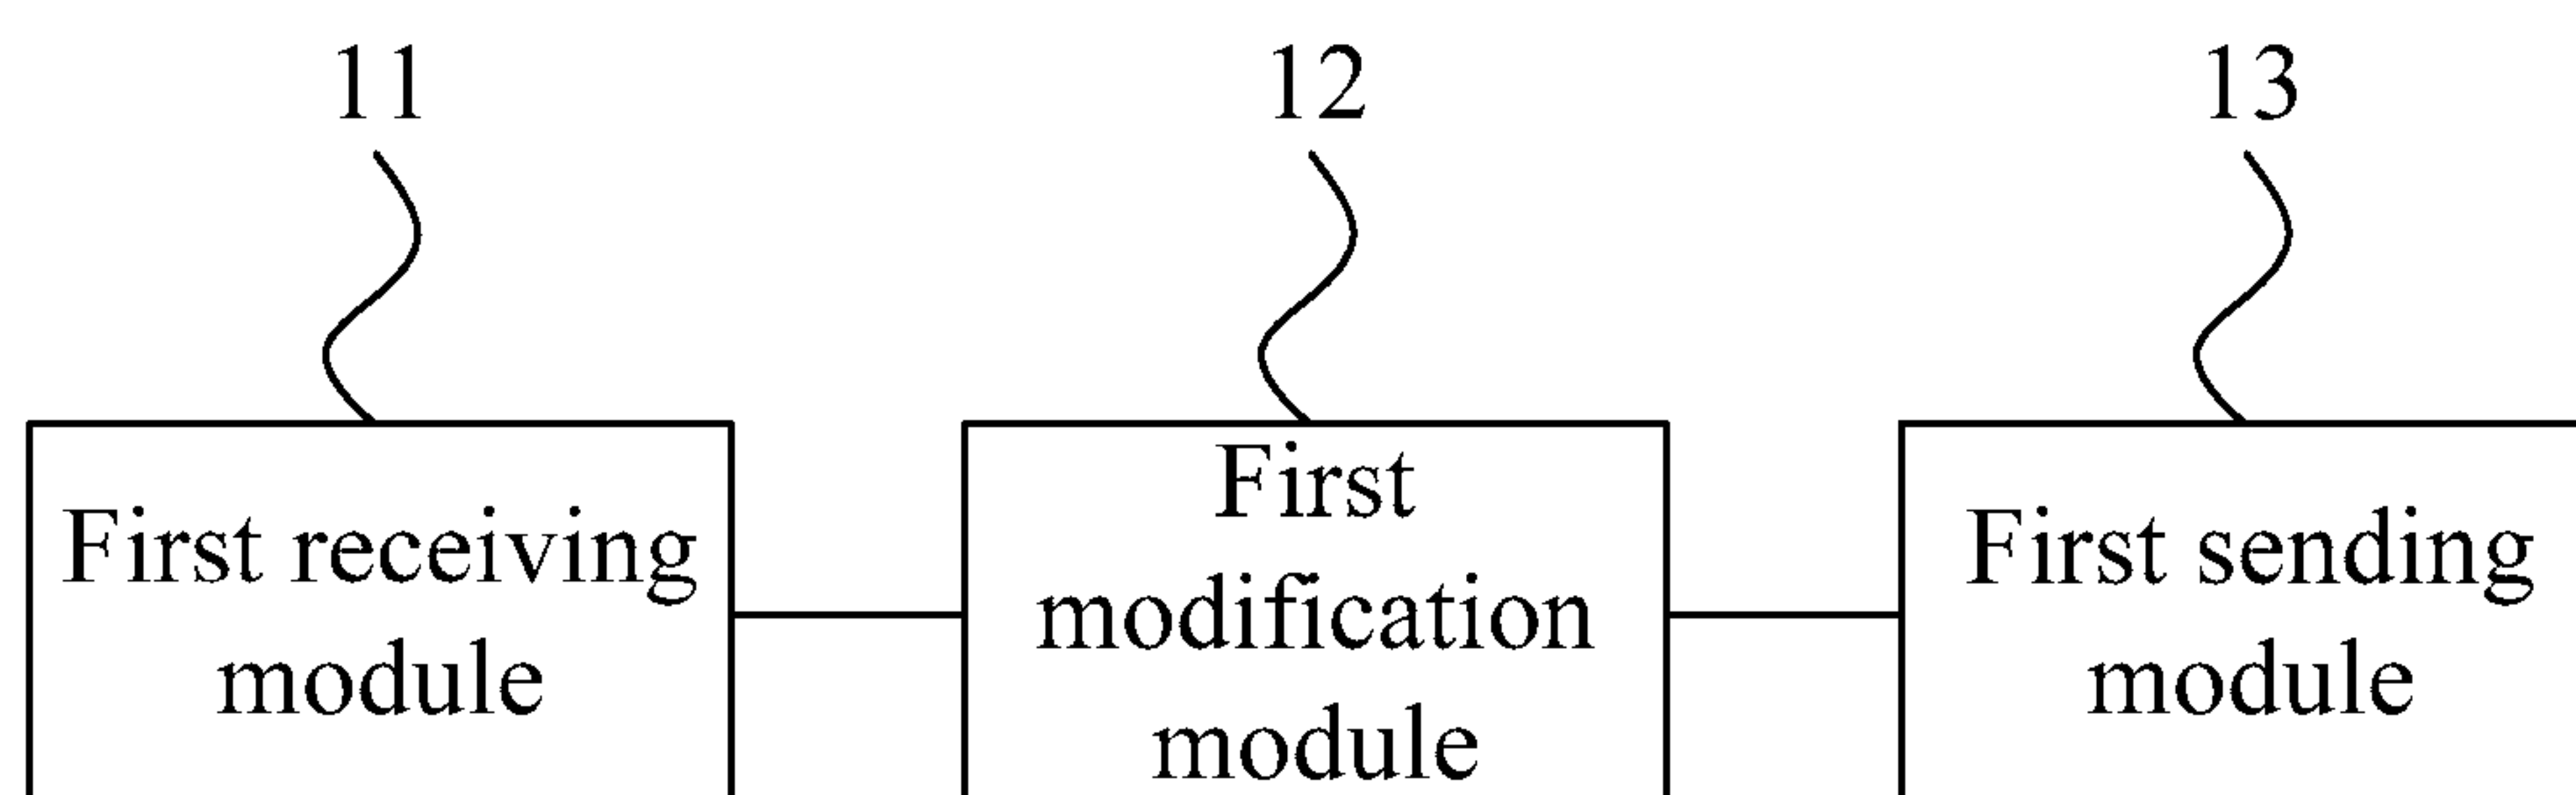 11
12
13
First receiving
module
First
modification
module
First sending
module